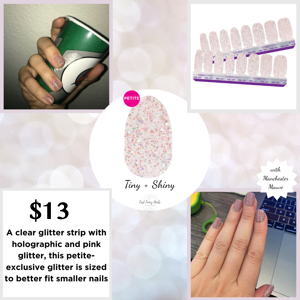 PETITE
Tiny + Shiny
with
Manchester
Mauve
$13
A clear glitter strip with
holographic and pink
glitter, this petite-
exclusive glitter is sized
to better fit smaller nails